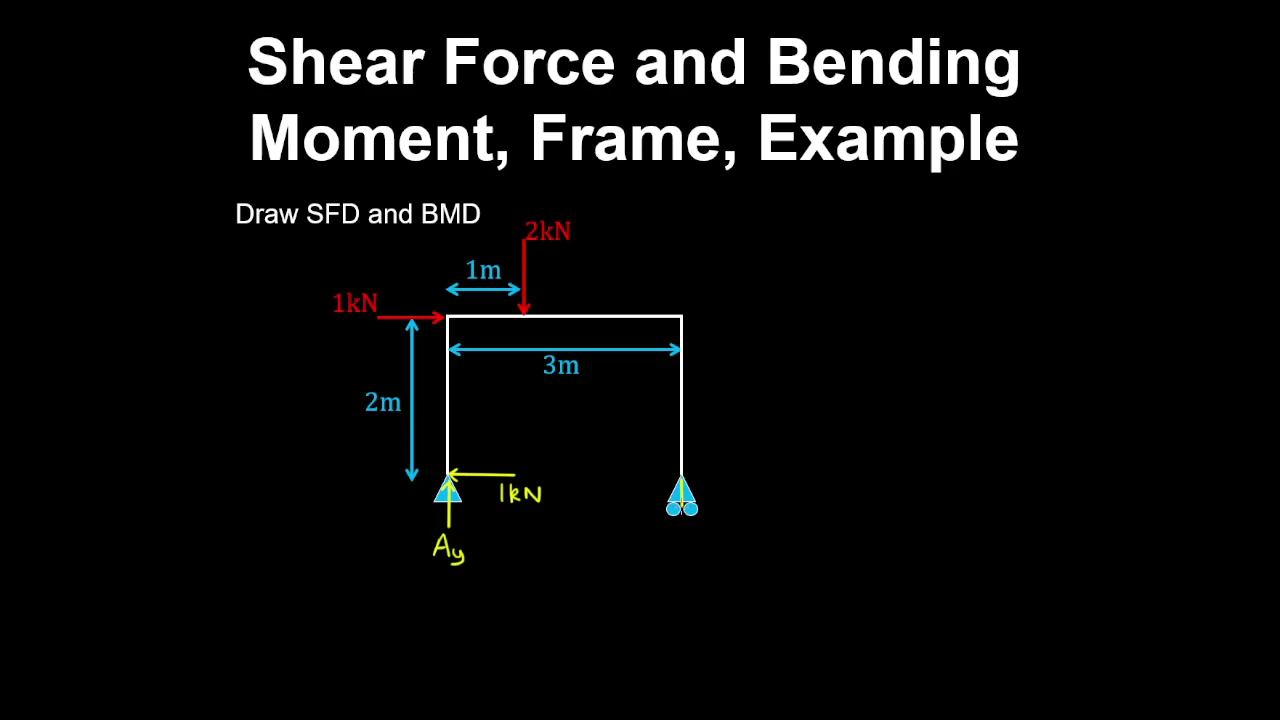 Shear Force and Bending
Moment, Frame, Example
Draw SFD and BMD
2kN
1m
1kN
3m
2m
1kN
Ay